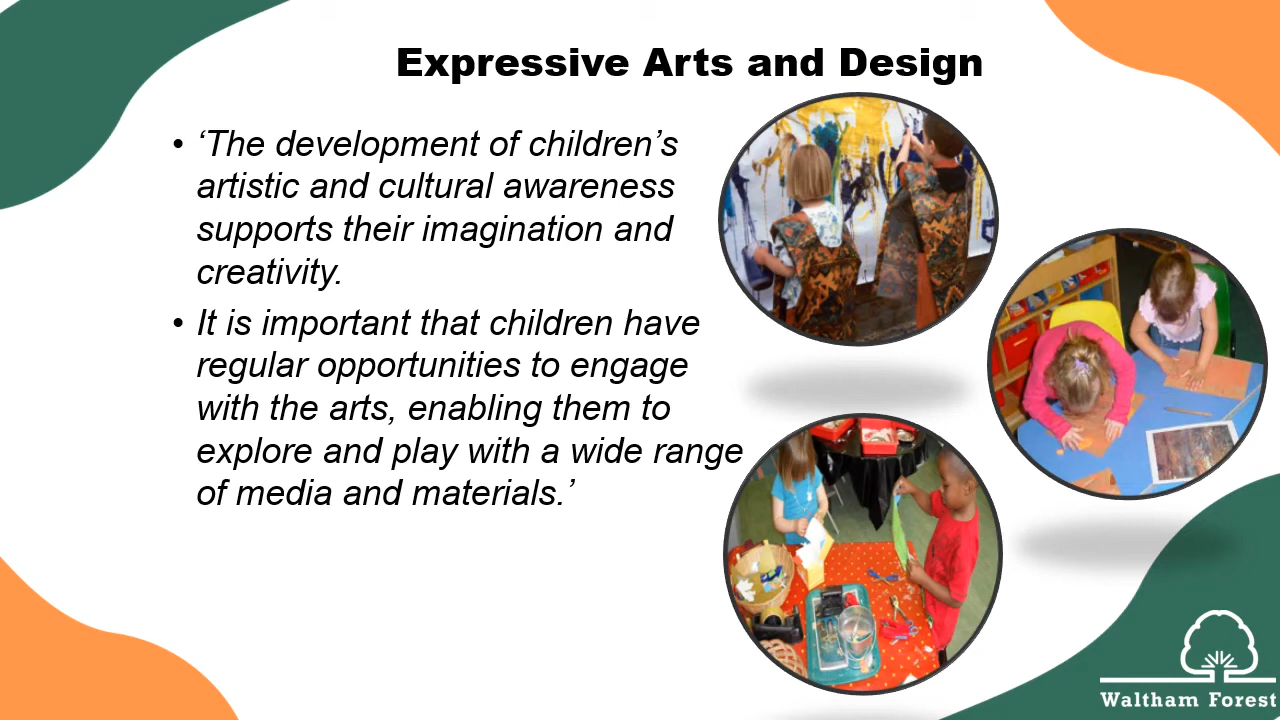 Expressive Arts and Design
• ‘The development of children’s
artistic and cultural awareness
supports their imagination and
creativity.
• It is important that children have
regular opportunities to engage
with the arts, enabling them to
explore and play with a wide range
of media and materials.’
Waltham Forest